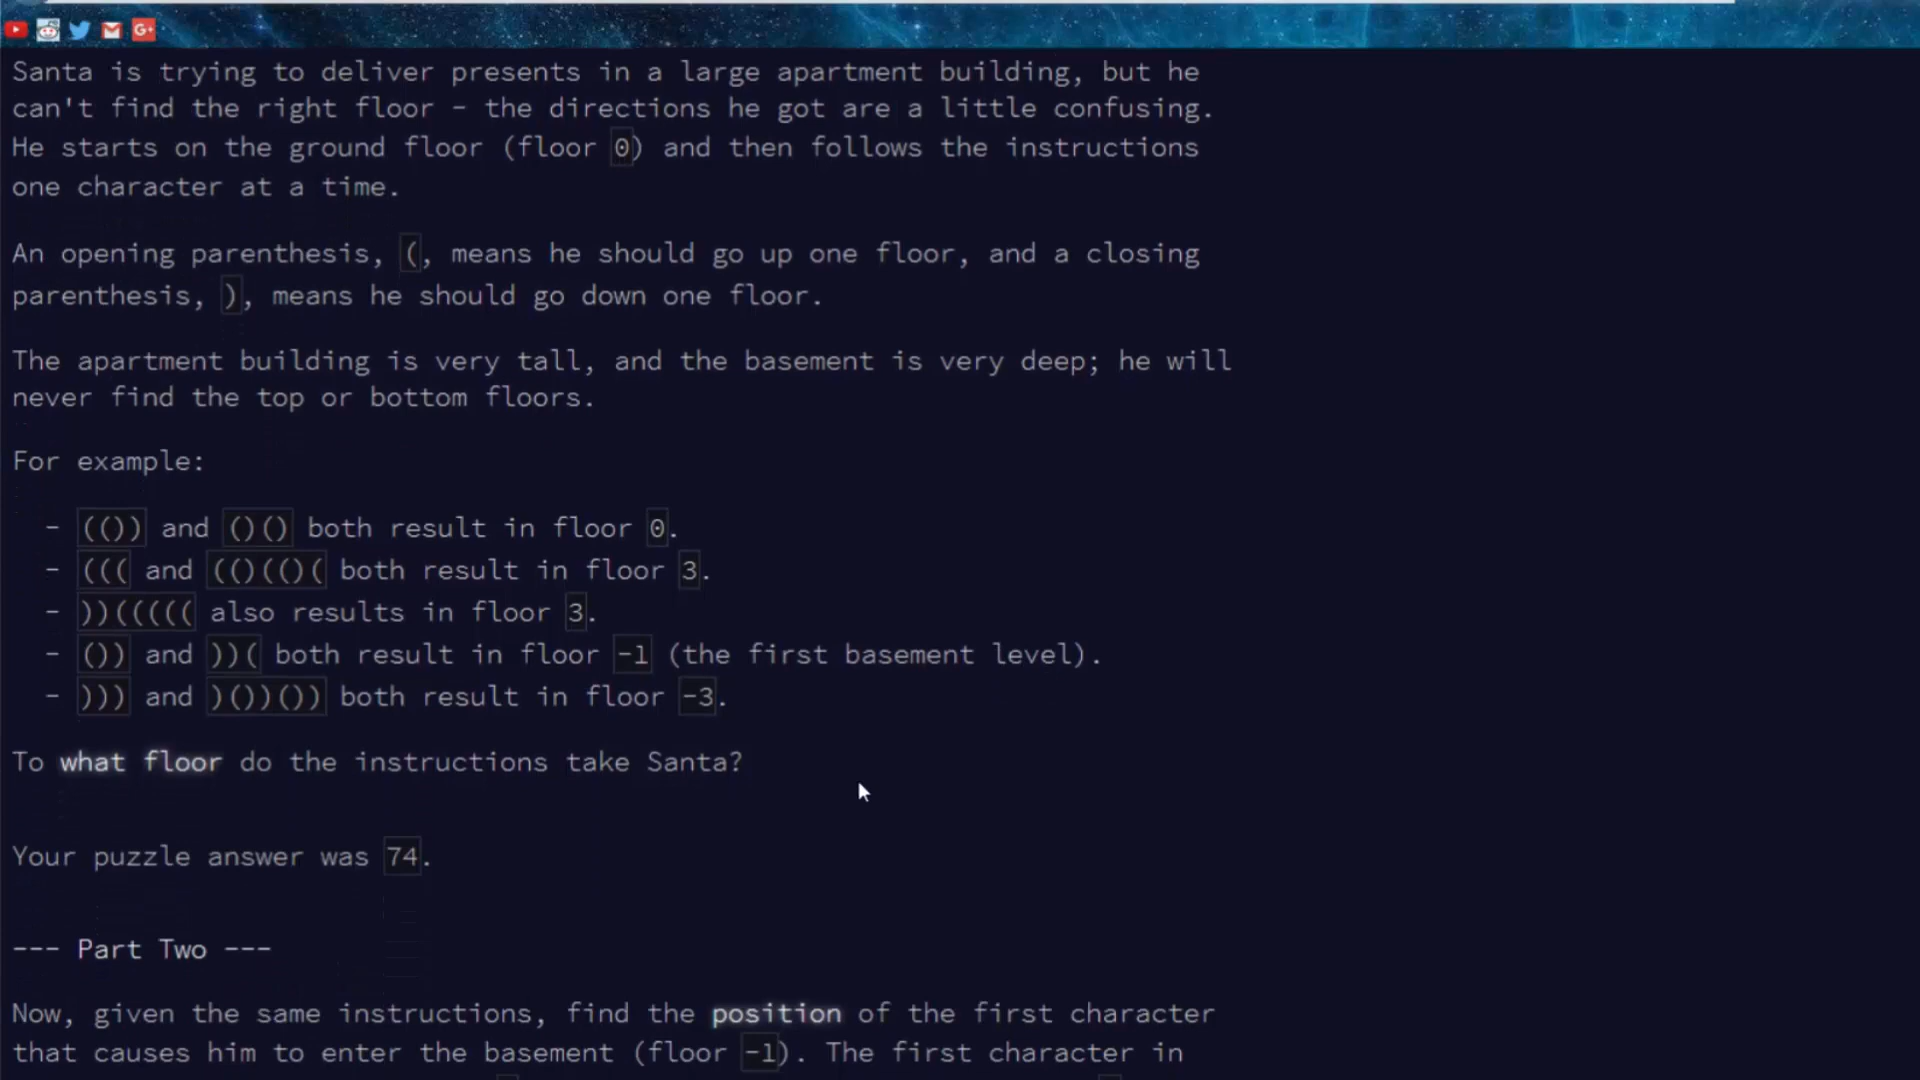 Santa is trying to deliver presents in a large apartment building, but he
can't find the right floor - the directions he got are a little confusing.
He starts on the ground floor (floor 0) and then follows the instructions
one character at a time.
An opening parenthesis, (, means he should go up one floor, and a closing
parenthesis, ), means he should go down one floor.
The apartment building is very tall, and the basement is very deep; he will
never find the top or bottom floors.
For example:
- (()) and ()() both result in floor 0.
- ((( and (()(()( both result in floor 3.
- ))((((( also results in floor 3.
- ()) and ))( both result in floor -1 (the first basement level).
- ))) and )())()) both result in floor -3.
To what floor do the instructions take Santa?
Your puzzle answer was 74.
--- Part Two ---
Now, given the same instructions, find the position of the first character
that causes him to enter the basement (floor -1). The first character in